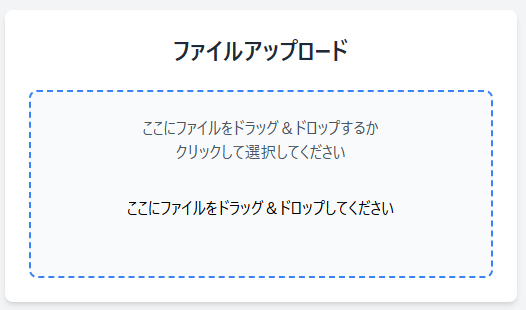 ファイルアップロード
ここにファイルをドラッグ＆ドロップするか
クリックして選択してください
ここにファイルをドラッグ＆ドロップしてください